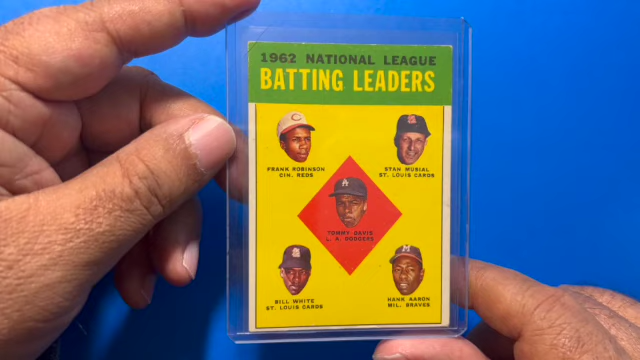 1962 NATIONAL LEAGUE
BATTING LEADERS
FRANK ROBINSON
CIN. REDS
STAN MUSIAL
ST. LOUIS CARDS
TOMMY DAVIS
L. A. DODGERS
BILL WHITE
ST. LOUIS CARDS
HANK AARON
MIL. BRAVES